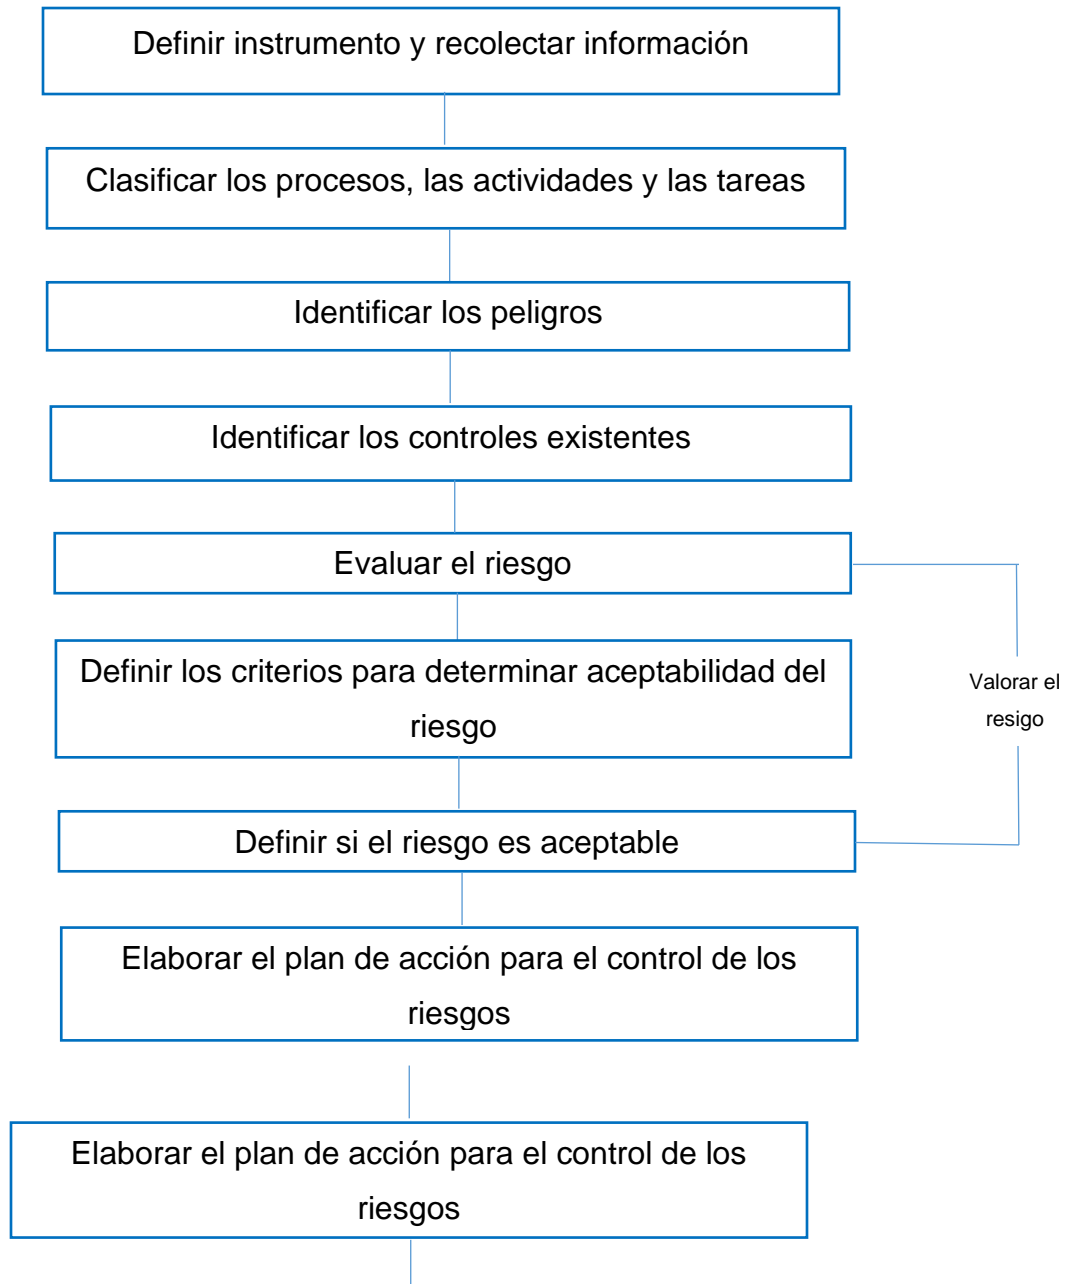 Definir instrumento y recolectar información
Clasificar los procesos, las actividades y las tareas
Identificar los peligros
Identificar los controles existentes
Evaluar el riesgo
Definir los criterios para determinar aceptabilidad del
riesgo
Valorar el
resigo
Definir si el riesgo es aceptable
Elaborar el plan de acción para el control de los
riesgos
Elaborar el plan de acción para el control de los
riesgos